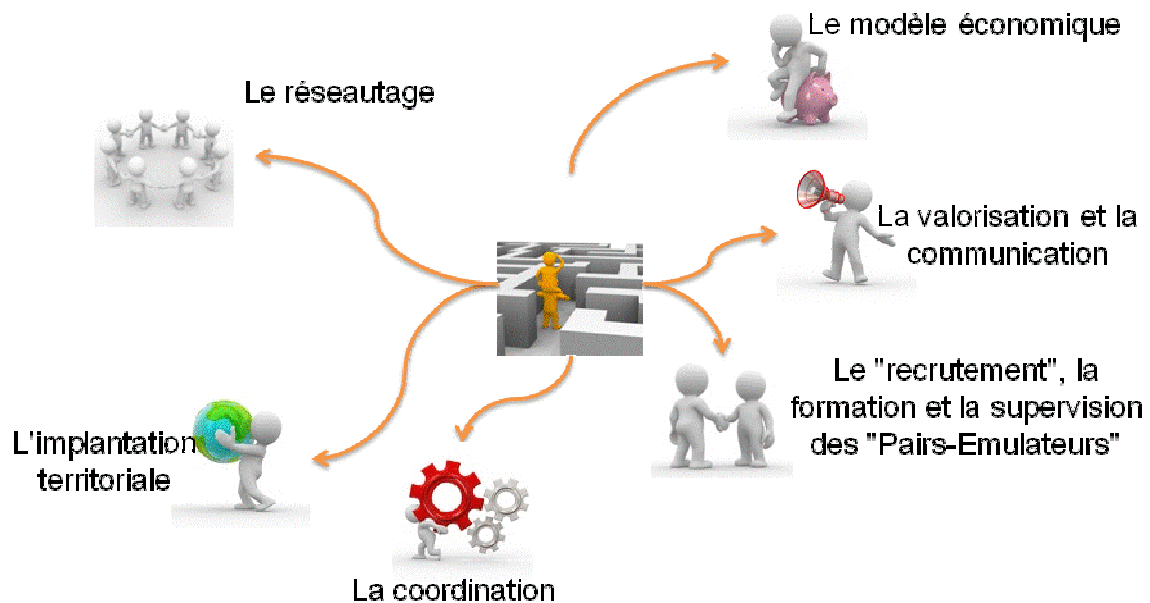 Le modèle économique
Le réseautage
La valorisation et la
communication
Le "recrutement", la
formation et la supervision
des "Pairs-Emulateurs"
L'implantation
territoriale
La coordination